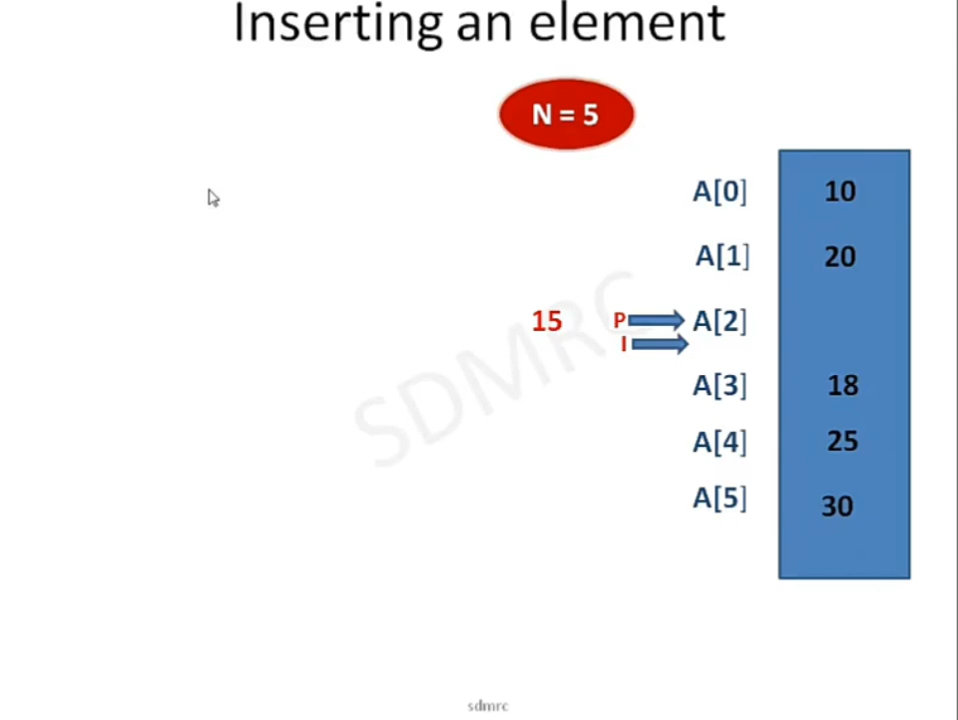 Inserting an element
N = 5
A[0] 10
A[1] 20
15 P A[2]
I
A[3] 18
A[4] 25
A[5] 30
SDMRC
sdmrc